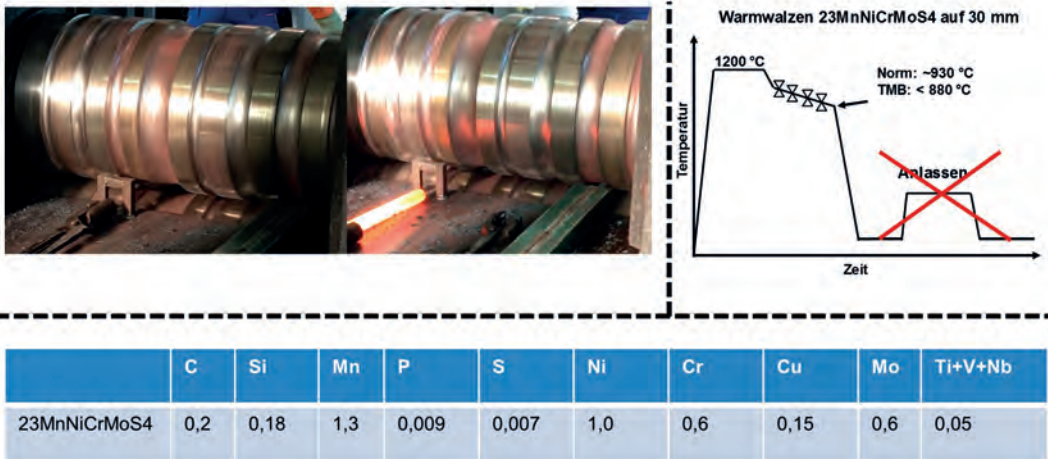 Warmwalzen 23MnNiCrMoS4 auf 30 mm
1200 °C
Norm: ~930 °C
TMB: < 880 °C
Temperatur
Anlassen
Zeit
C Si Mn P S Ni Cr Cu Mo Ti+V+Nb
23MnNiCrMoS4 0,2 0,18 1,3 0,009 0,007 1,0 0,6 0,15 0,6 0,05